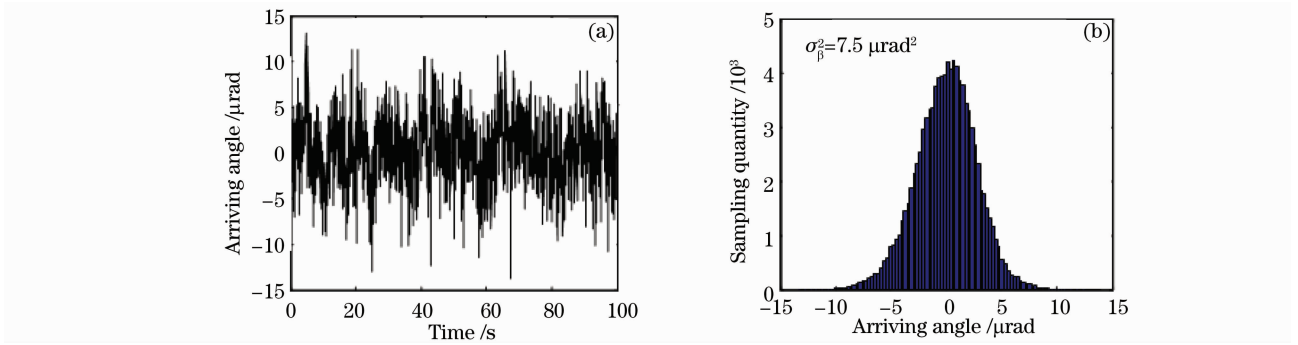 (a)
Arriving angle /μrad
15
10
5
0
−5
−10
−15
0 20 40 60 80 100
Time /s
(b)
σ²β=7.5 μrad²
Sampling quantity /10³
5
4
3
2
1
0
−15 −10 −5 0 5 10 15
Arriving angle /μrad